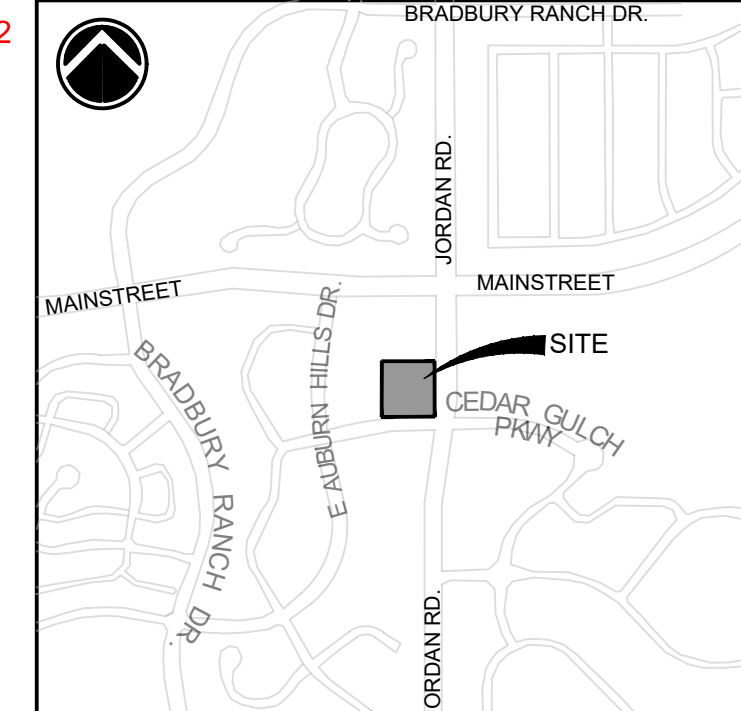 2
BRADBURY RANCH DR.
JORDAN RD.
MAINSTREET
MAINSTREET
E AUBURN HILLS DR.
SITE
BRADBURY RANCH DR.
CEDAR GULCH
PKWY
ORDAN RD.